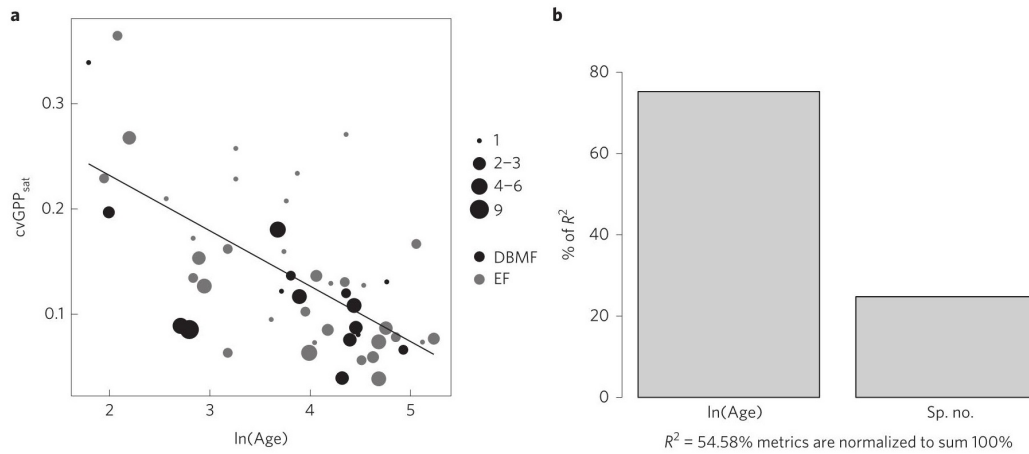 a
0.3
0.2
0.1
cvGPPsat
2 3 4 5
ln(Age)
1
2–3
4–6
9
DBMF
EF
b
80
60
40
20
0
% of R²
ln(Age) Sp. no.
R² = 54.58% metrics are normalized to sum 100%